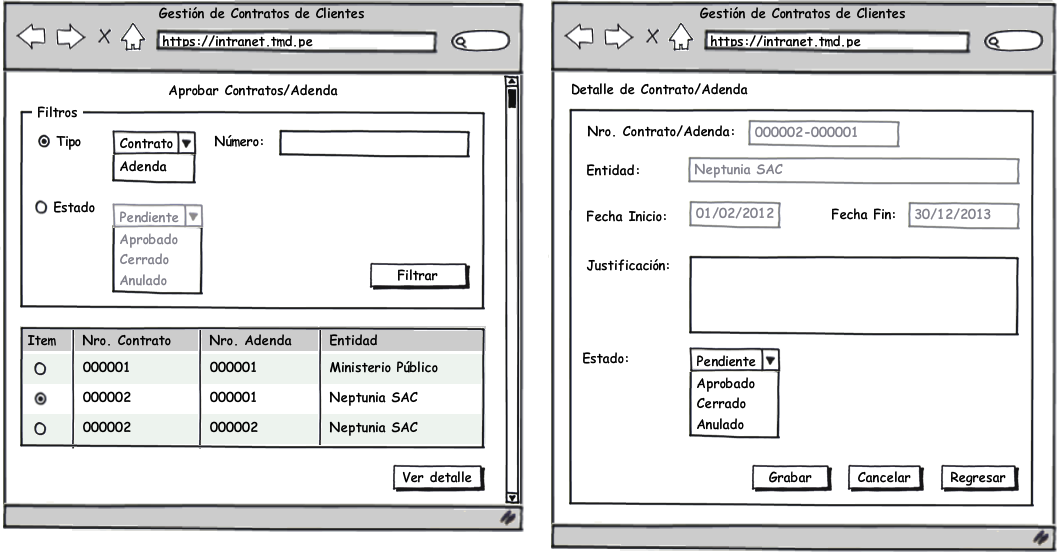 Gestión de Contratos de Clientes
https://intranet.tmd.pe
Aprobar Contratos/Adenda
Filtros
Tipo
Contrato
Adenda
Número:
Estado
Pendiente
Aprobado
Cerrado
Anulado
Filtrar
Item Nro. Contrato Nro. Adenda Entidad
000001 000001 Ministerio Público
000002 000001 Neptunia SAC
000002 000002 Neptunia SAC
Ver detalle
Gestión de Contratos de Clientes
https://intranet.tmd.pe
Detalle de Contrato/Adenda
Nro. Contrato/Adenda: 000002-000001
Entidad: Neptunia SAC
Fecha Inicio: 01/02/2012 Fecha Fin: 30/12/2013
Justificación:
Estado: Pendiente
Aprobado
Cerrado
Anulado
Grabar Cancelar Regresar